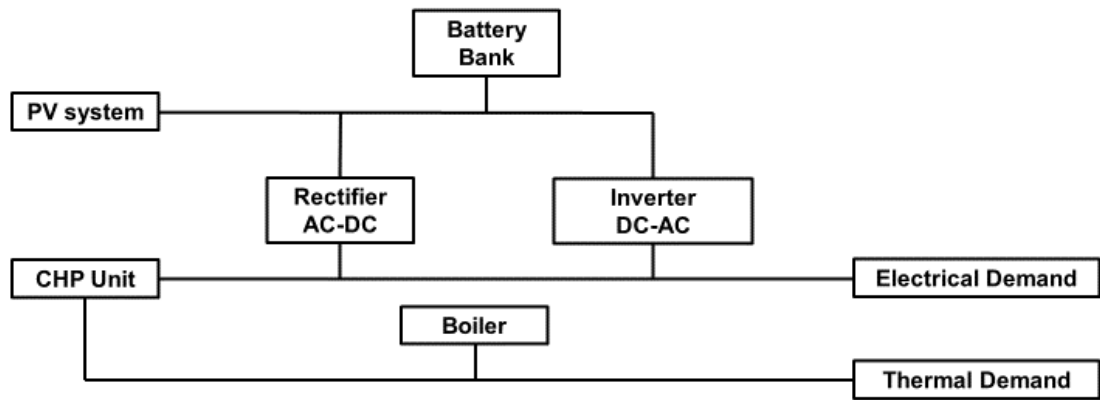 Battery
Bank
PV system
Rectifier
AC-DC
Inverter
DC-AC
CHP Unit
Electrical Demand
Boiler
Thermal Demand